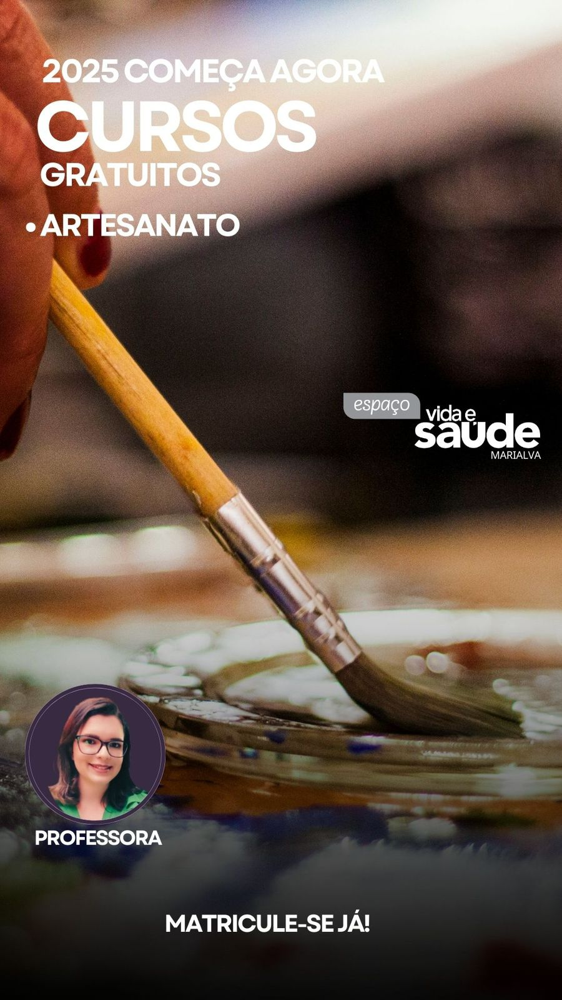 2025 COMEÇA AGORA
CURSOS
GRATUITOS
• ARTESANATO
espaço
vida e
saúde
MARIALVA
PROFESSORA
MATRICULE-SE JÁ!